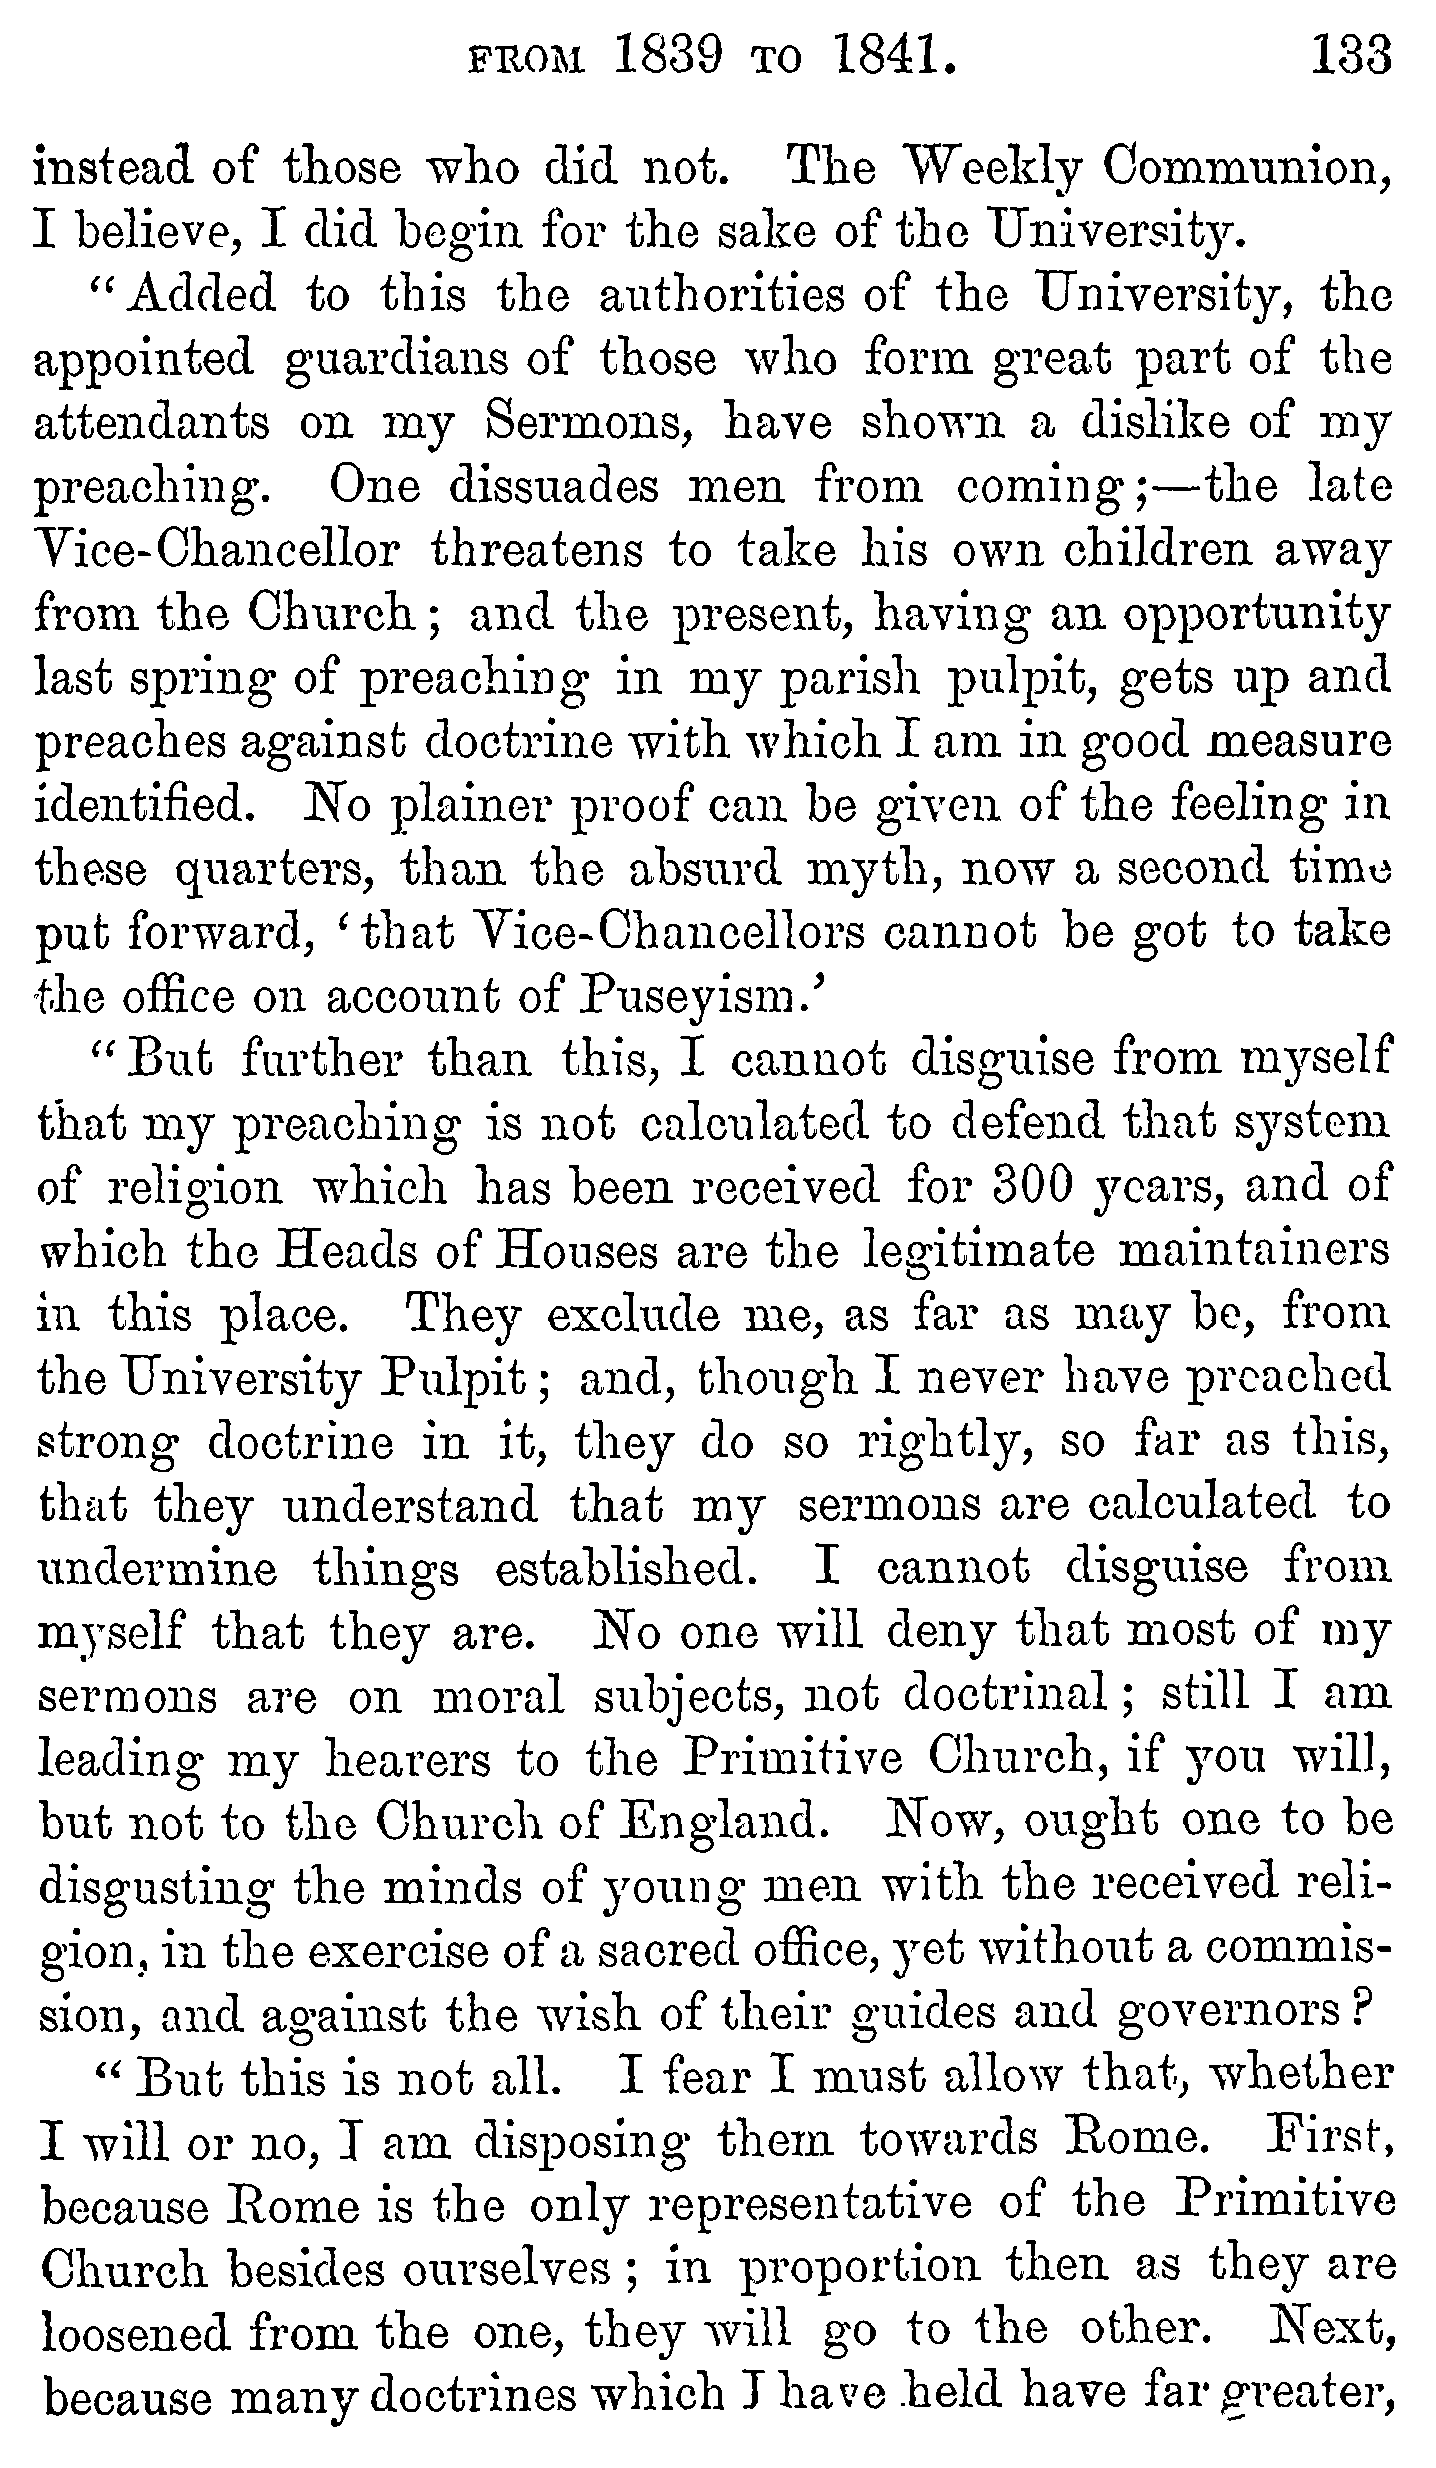 FROM 1839 TO 1841. 133
instead of those who did not. The Weekly Communion,
I believe, I did begin for the sake of the University.
“Added to this the authorities of the University, the
appointed guardians of those who form great part of the
attendants on my Sermons, have shown a dislike of my
preaching. One dissuades men from coming;—the late
Vice-Chancellor threatens to take his own children away
from the Church; and the present, having an opportunity
last spring of preaching in my parish pulpit, gets up and
preaches against doctrine with which I am in good measure
identified. No plainer proof can be given of the feeling in
these quarters, than the absurd myth, now a second time
put forward, ‘that Vice-Chancellors cannot be got to take
the office on account of Puseyism.’
“But further than this, I cannot disguise from myself
that my preaching is not calculated to defend that system
of religion which has been received for 300 years, and of
which the Heads of Houses are the legitimate maintainers
in this place. They exclude me, as far as may be, from
the University Pulpit; and, though I never have preached
strong doctrine in it, they do so rightly, so far as this,
that they understand that my sermons are calculated to
undermine things established. I cannot disguise from
myself that they are. No one will deny that most of my
sermons are on moral subjects, not doctrinal; still I am
leading my hearers to the Primitive Church, if you will,
but not to the Church of England. Now, ought one to be
disgusting the minds of young men with the received reli-
gion, in the exercise of a sacred office, yet without a commis-
sion, and against the wish of their guides and governors?
“But this is not all. I fear I must allow that, whether
I will or no, I am disposing them towards Rome. First,
because Rome is the only representative of the Primitive
Church besides ourselves; in proportion then as they are
loosened from the one, they will go to the other. Next,
because many doctrines which I have held have far greater,